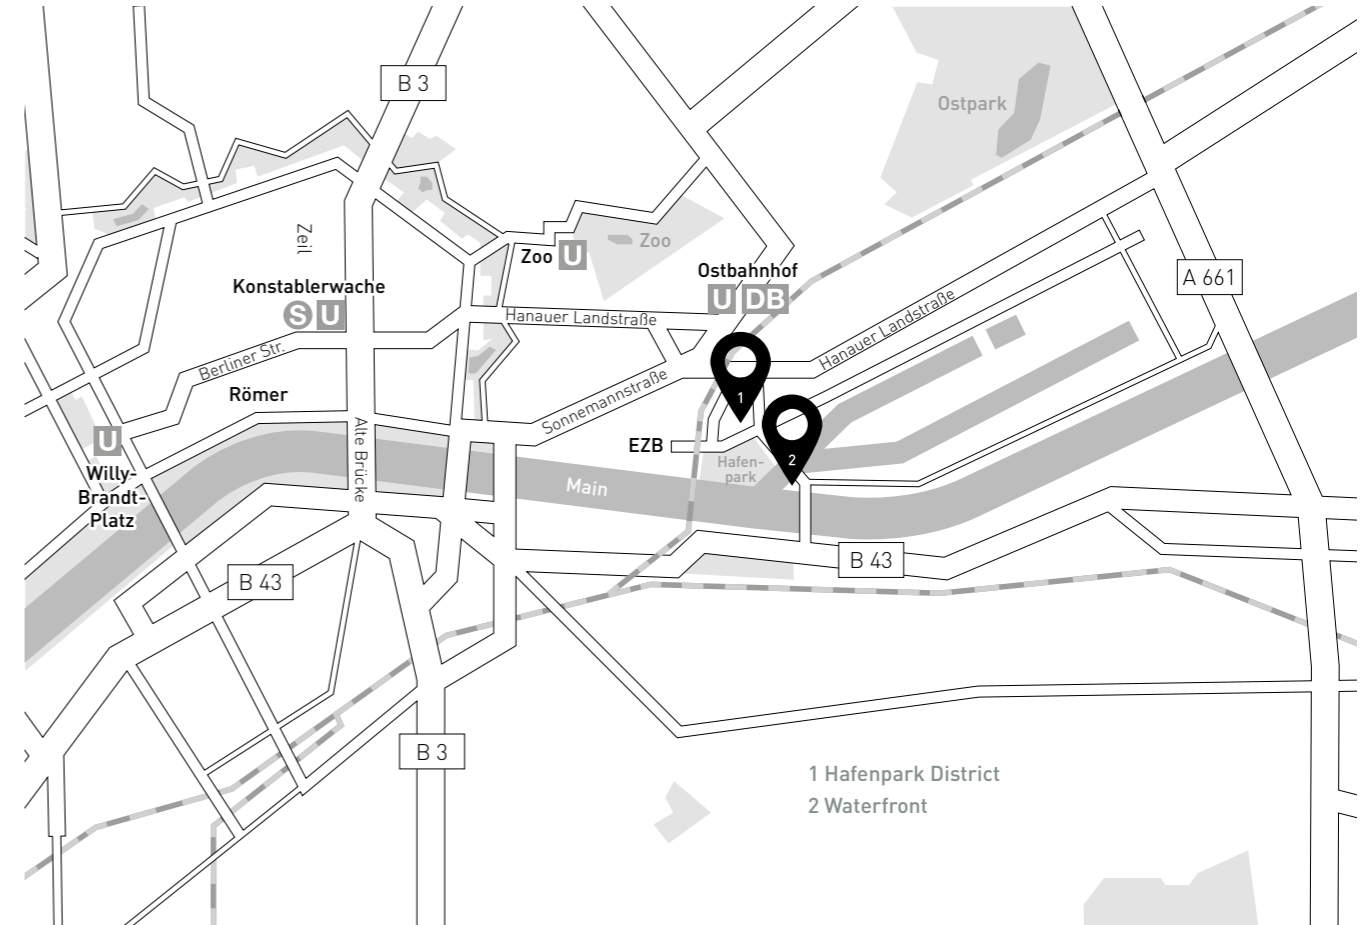 B 3
Ostpark
Zeil
Zoo U
Zoo
Konstablerwache
S U
Ostbahnhof
U DB
A 661
Hanauer Landstraße
Hanauer Landstraße
Berliner Str.
Römer
Sonnemannstraße
1
Alte Brücke
U
Willy-
Brandt-
Platz
EZB
Hafen-
park
2
Main
B 43
B 43
B 3
1 Hafenpark District
2 Waterfront